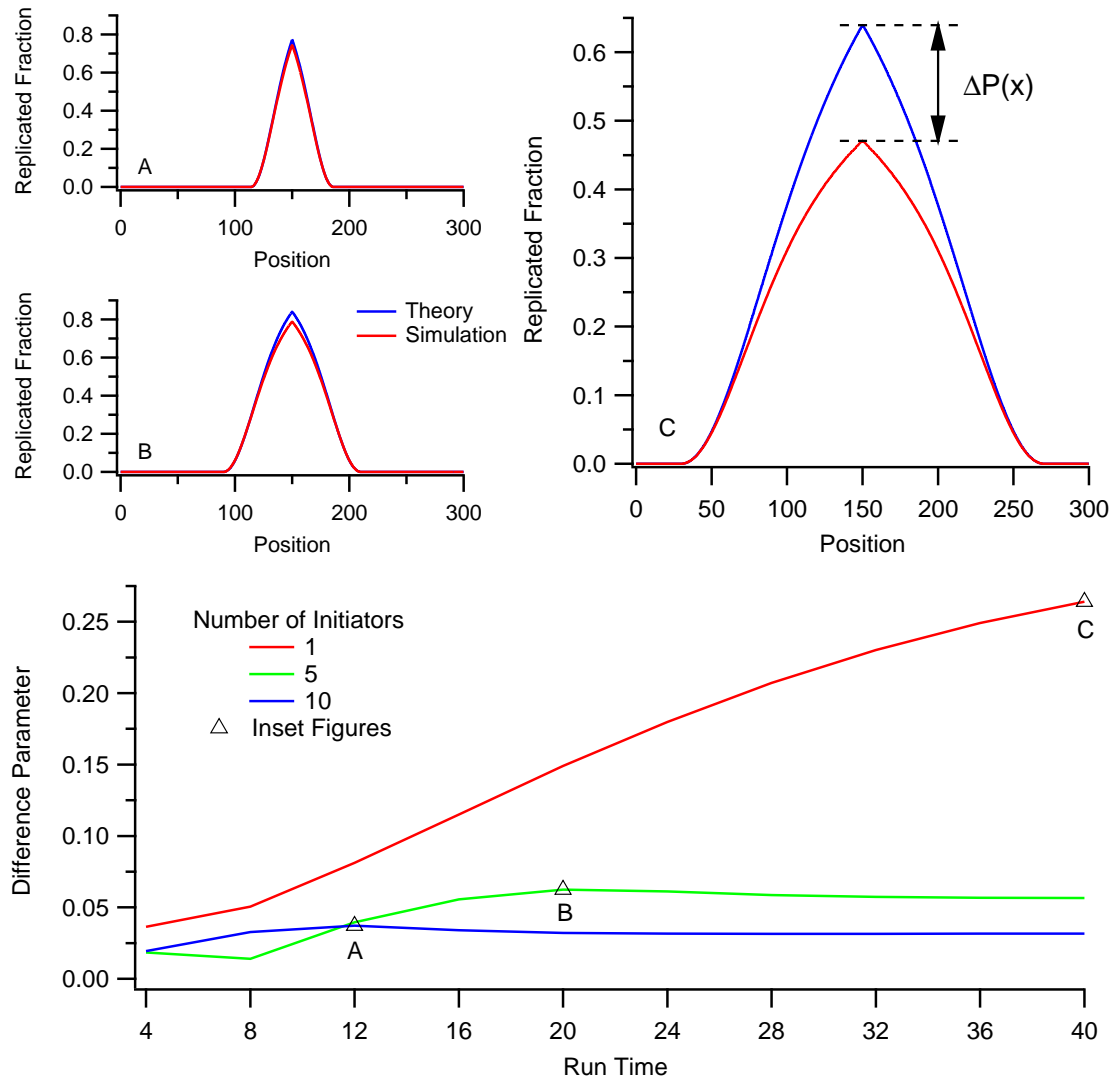 Replicated Fraction
0.8
0.6
0.4
0.2
0.0
A
0
100
200
300
Position
Replicated Fraction
0.8
0.6
0.4
0.2
0.0
B
Theory
Simulation
0
100
200
300
Position
Replicated Fraction
0.6
0.5
0.4
0.3
0.2
0.1
0.0
ΔP(x)
C
0
50
100
150
200
250
300
Position
Difference Parameter
0.25
0.20
0.15
0.10
0.05
0.00
Number of Initiators
1
5
10
Inset Figures
A
B
C
4
8
12
16
20
24
28
32
36
40
Run Time